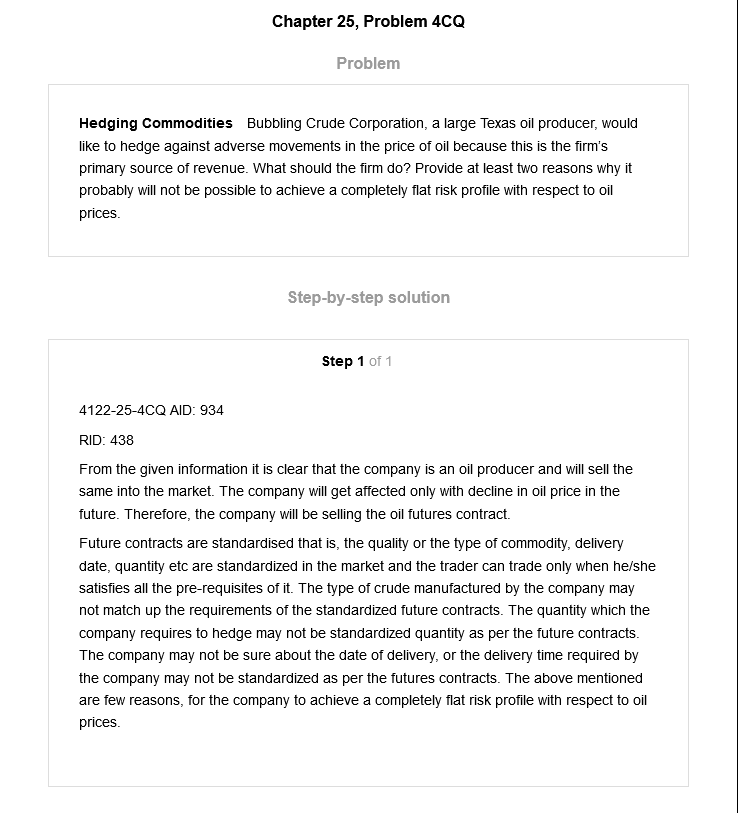 Chapter 25, Problem 4CQ
Problem
Hedging Commodities Bubbling Crude Corporation, a large Texas oil producer, would
like to hedge against adverse movements in the price of oil because this is the firm's
primary source of revenue. What should the firm do? Provide at least two reasons why it
probably will not be possible to achieve a completely flat risk profile with respect to oil
prices.
Step-by-step solution
Step 1 of 1
4122-25-4CQ AID: 934
RID: 438
From the given information it is clear that the company is an oil producer and will sell the
same into the market. The company will get affected only with decline in oil price in the
future. Therefore, the company will be selling the oil futures contract.
Future contracts are standardised that is, the quality or the type of commodity, delivery
date, quantity etc are standardized in the market and the trader can trade only when he/she
satisfies all the pre-requisites of it. The type of crude manufactured by the company may
not match up the requirements of the standardized future contracts. The quantity which the
company requires to hedge may not be standardized quantity as per the future contracts.
The company may not be sure about the date of delivery, or the delivery time required by
the company may not be standardized as per the futures contracts. The above mentioned
are few reasons, for the company to achieve a completely flat risk profile with respect to oil
prices.